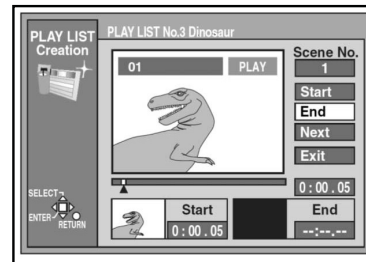 PLAY LIST
Creation
PLAY LIST No.3 Dinosaur
Scene No.
01 PLAY
1
Start
End
Next
Exit
0 : 00 . 05
SELECT
ENTER
RETURN
Start
End
0 : 00 . 05
--:--.--